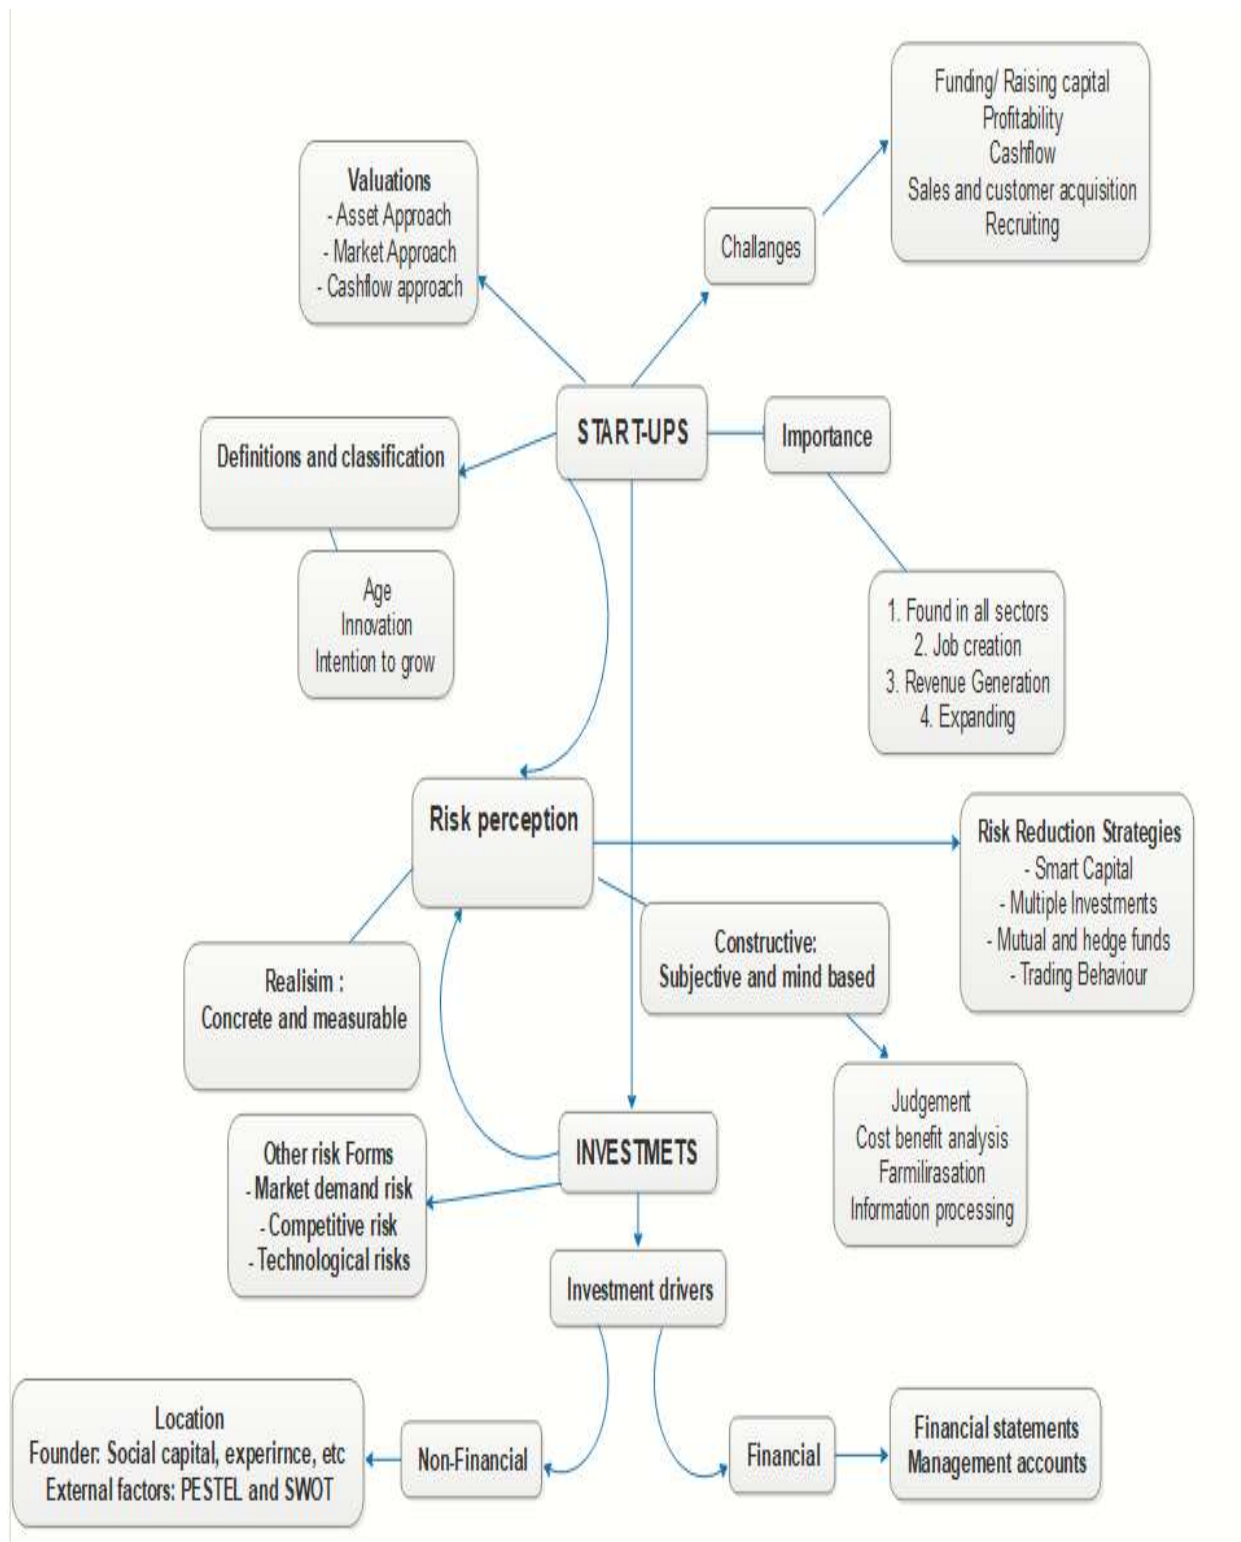 Funding/ Raising capital
Profitability
Cashflow
Sales and customer acquisition
Recruiting
Valuations
- Asset Approach
- Market Approach
- Cashflow approach
Challanges
START-UPS
Importance
Definitions and classification
Age
Innovation
Intention to grow
1. Found in all sectors
2. Job creation
3. Revenue Generation
4. Expanding
Risk perception
Risk Reduction Strategies
- Smart Capital
- Multiple Investments
- Mutual and hedge funds
- Trading Behaviour
Constructive:
Subjective and mind based
Realisim :
Concrete and measurable
Judgement
Cost benefit analysis
Farmilirasation
Information processing
INVESTMETS
Other risk Forms
- Market demand risk
- Competitive risk
- Technological risks
Investment drivers
Location
Founder: Social capital, experirnce, etc
External factors: PESTEL and SWOT
Non-Financial
Financial
Financial statements
Management accounts